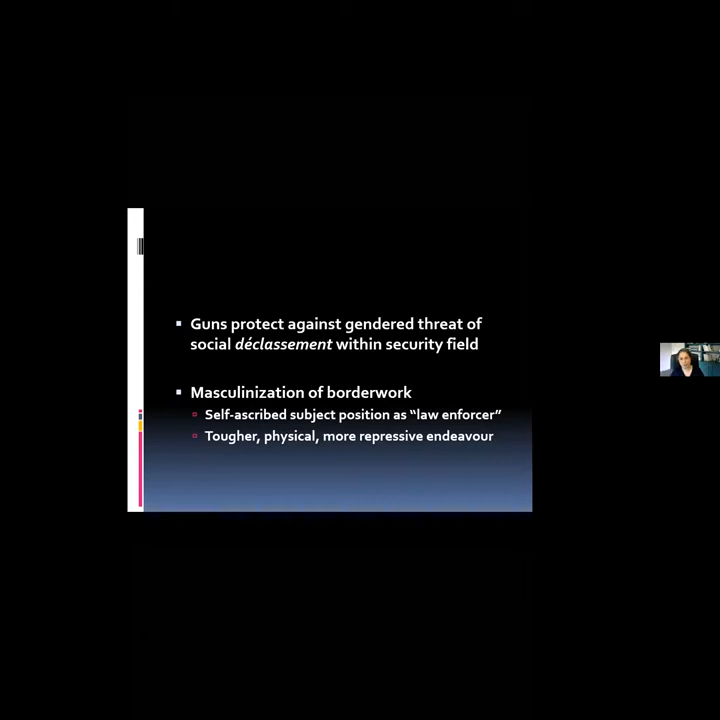 Guns protect against gendered threat of
social déclassement within security field
Masculinization of borderwork
Self-ascribed subject position as “law enforcer”
Tougher, physical, more repressive endeavour